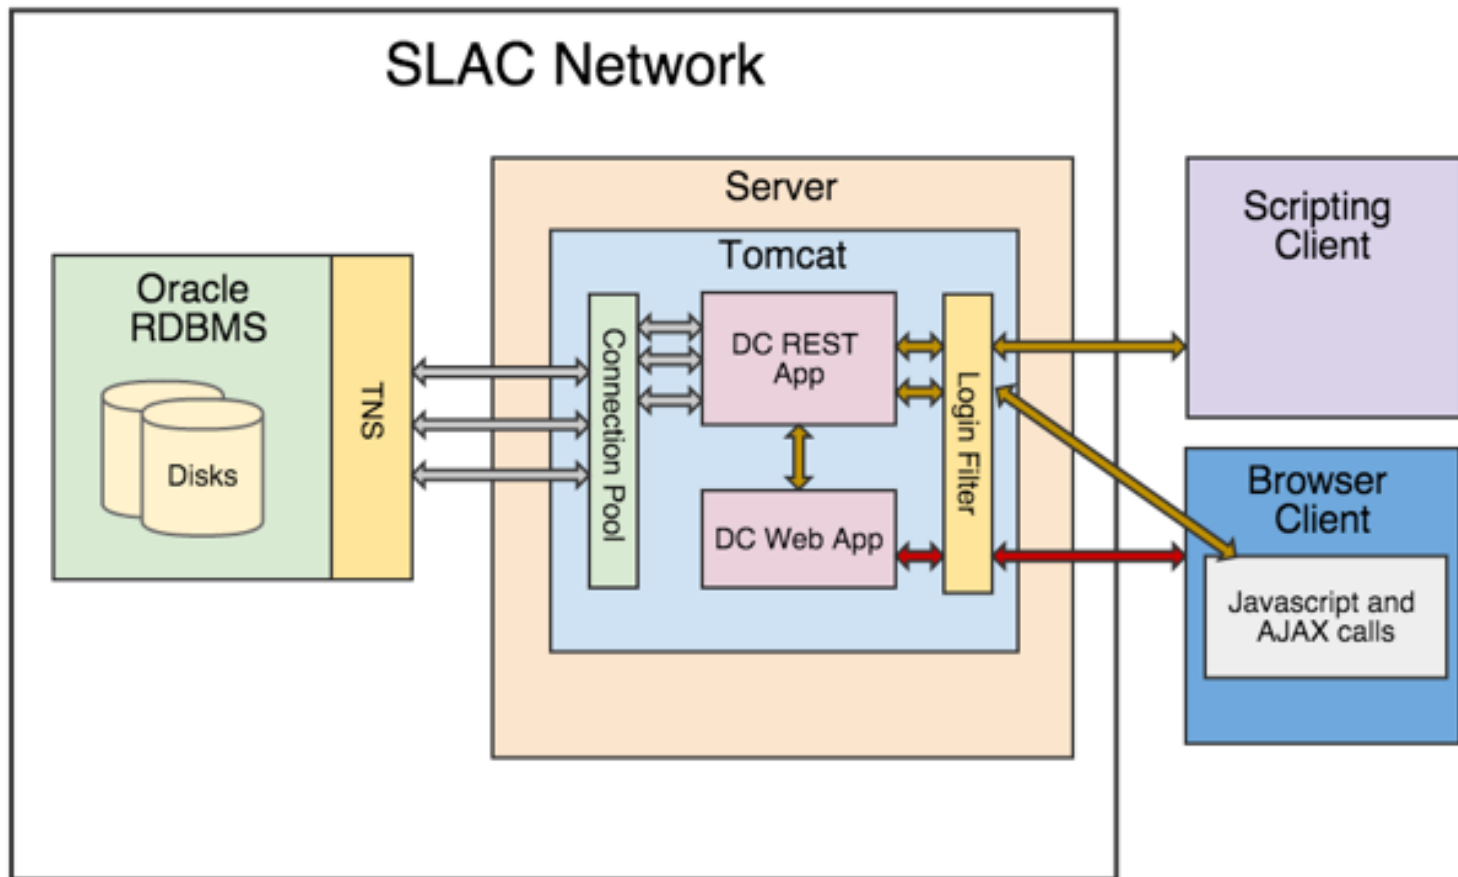 SLAC Network
Server
Tomcat
Oracle
RDBMS
Disks
TNS
Connection Pool
DC REST
App
DC Web App
Login Filter
Scripting
Client
Browser
Client
Javascript and
AJAX calls